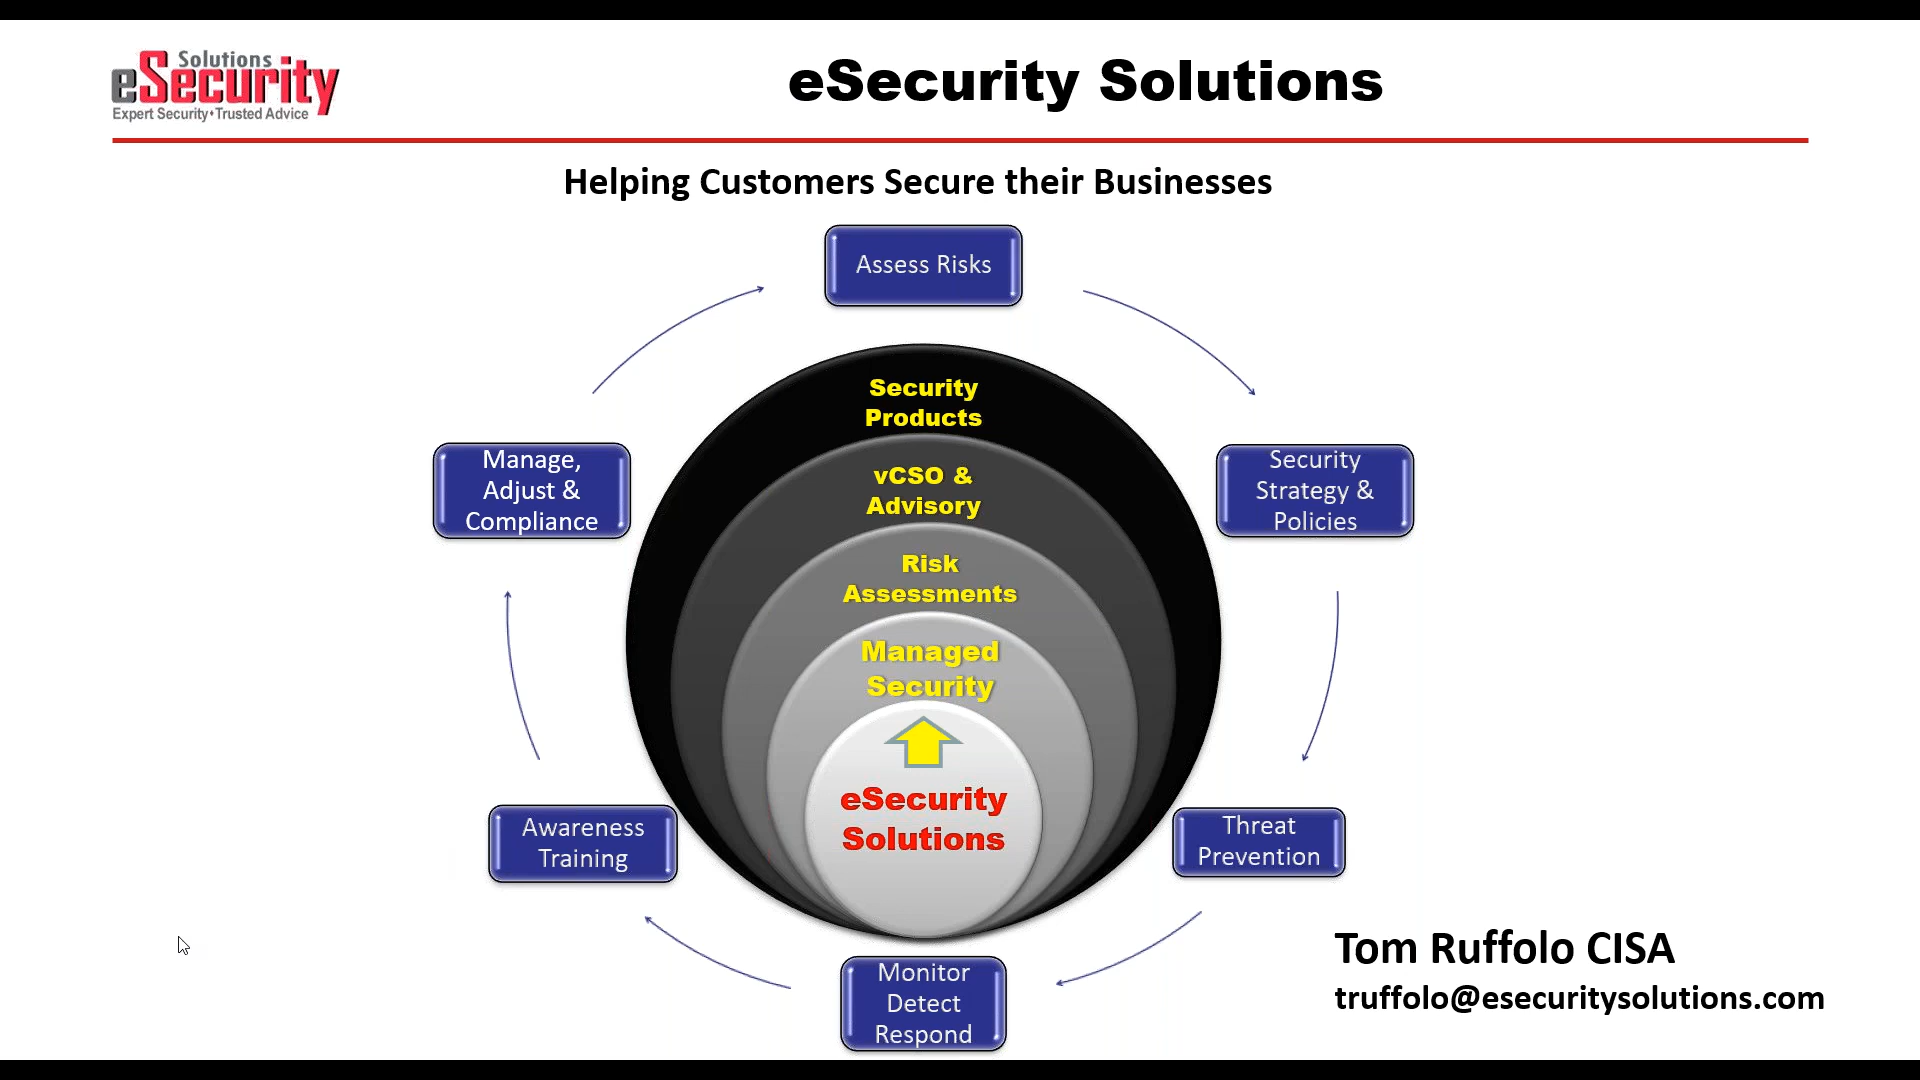 Solutions
eSecurity
Expert Security•Trusted Advice
eSecurity Solutions
Helping Customers Secure their Businesses
Assess Risks
Security
Products
Manage,
Adjust &
Compliance
vCSO &
Advisory
Security
Strategy &
Policies
Risk
Assessments
Managed
Security
eSecurity
Solutions
Awareness
Training
Threat
Prevention
Monitor
Detect
Respond
Tom Ruffolo CISA
truffolo@esecuritysolutions.com